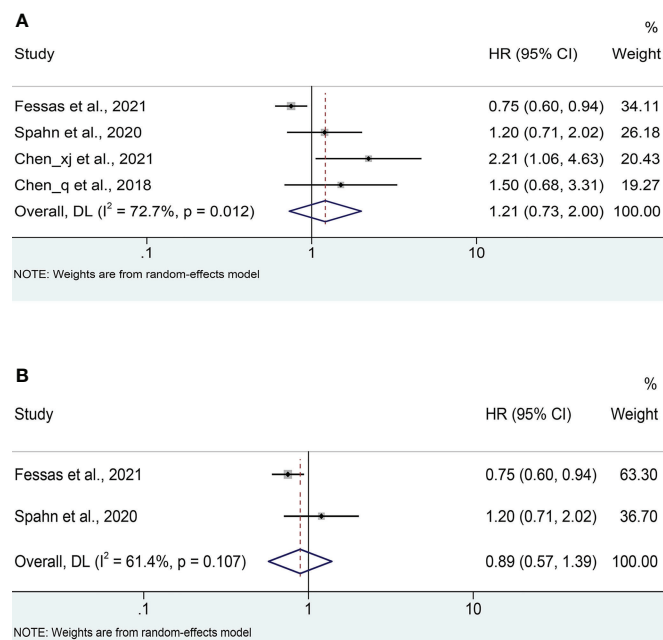 A
%
Study HR (95% CI) Weight
Fessas et al., 2021 0.75 (0.60, 0.94) 34.11
Spahn et al., 2020 1.20 (0.71, 2.02) 26.18
Chen_xj et al., 2021 2.21 (1.06, 4.63) 20.43
Chen_q et al., 2018 1.50 (0.68, 3.31) 19.27
Overall, DL (I² = 72.7%, p = 0.012) 1.21 (0.73, 2.00) 100.00
.1 1 10
NOTE: Weights are from random-effects model
B
%
Study HR (95% CI) Weight
Fessas et al., 2021 0.75 (0.60, 0.94) 63.30
Spahn et al., 2020 1.20 (0.71, 2.02) 36.70
Overall, DL (I² = 61.4%, p = 0.107) 0.89 (0.57, 1.39) 100.00
.1 1 10
NOTE: Weights are from random-effects model